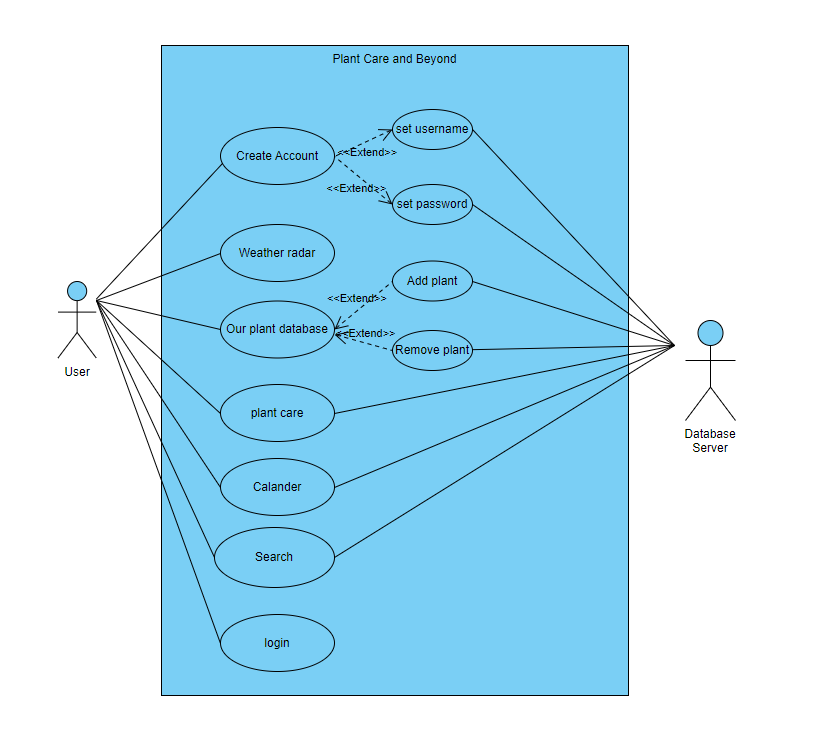 Plant Care and Beyond
set username
Create Account
<<Extend>>
<<Extend>>
set password
Weather radar
Add plant
<<Extend>>
Our plant database
<<Extend>>
Remove plant
User
plant care
Database
Server
Calander
Search
login